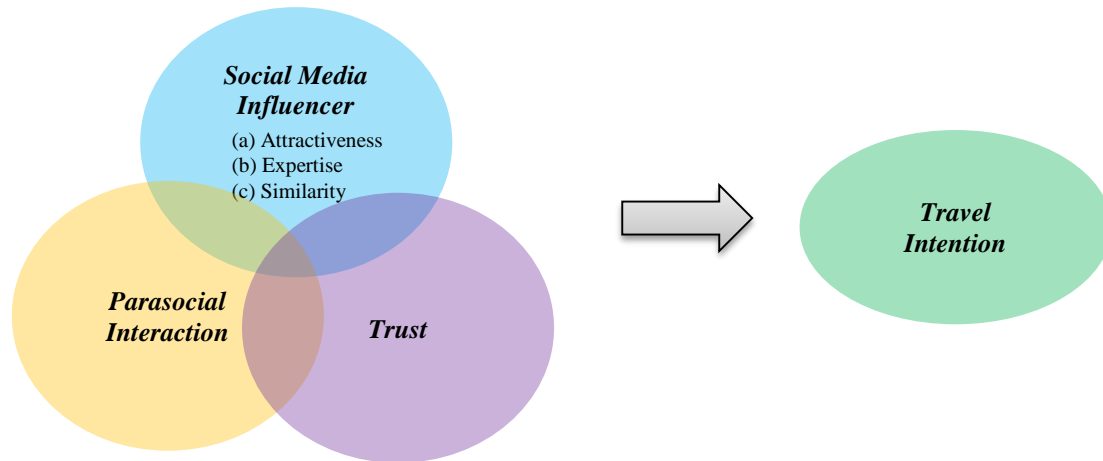 Social Media
Influencer
(a) Attractiveness
(b) Expertise
(c) Similarity
Parasocial
Interaction
Trust
Travel
Intention